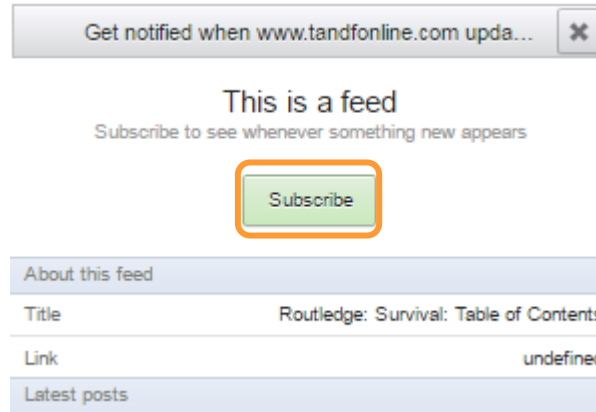 Get notified when www.tandfonline.com upda...
This is a feed
Subscribe to see whenever something new appears
Subscribe
About this feed
Title Routledge: Survival: Table of Contents
Link undefined
Latest posts